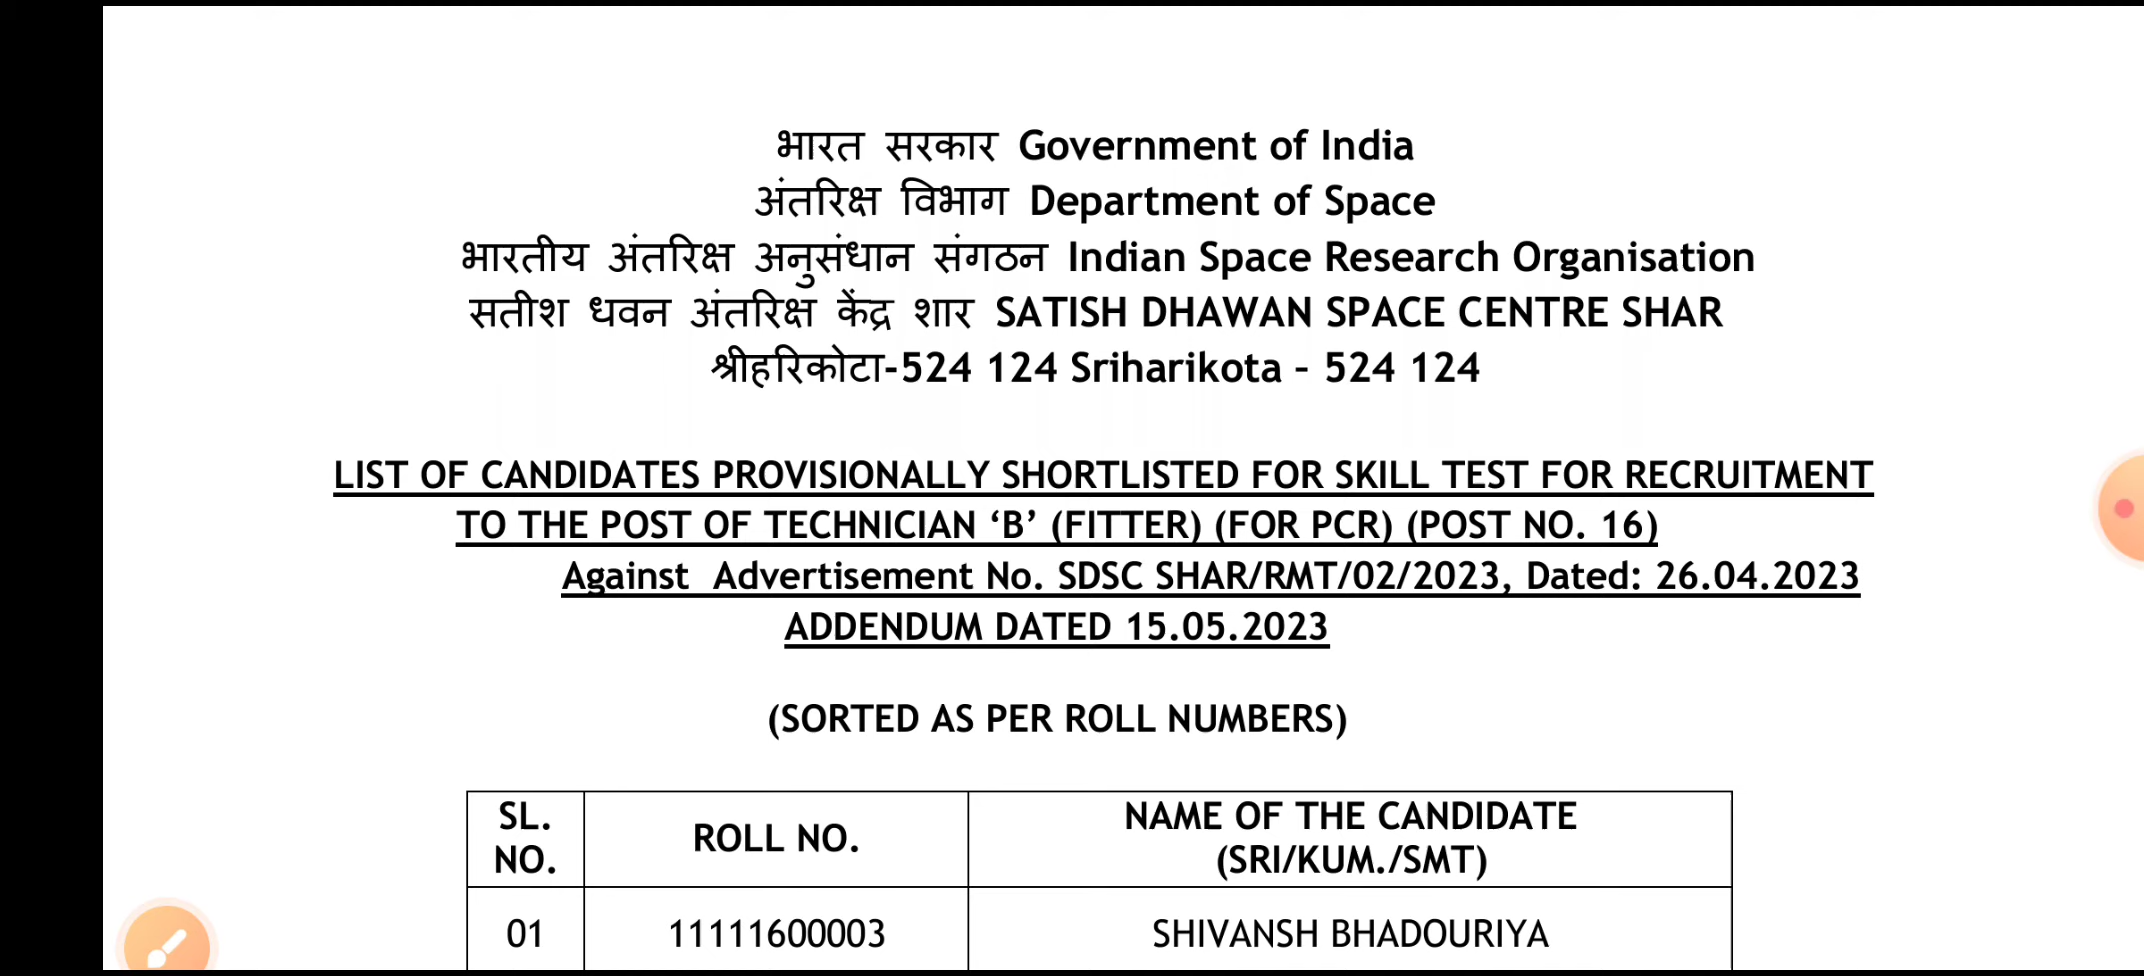 भारत सरकार Government of India
अंतरिक्ष विभाग Department of Space
भारतीय अंतरिक्ष अनुसंधान संगठन Indian Space Research Organisation
सतीश धवन अंतरिक्ष केंद्र शार SATISH DHAWAN SPACE CENTRE SHAR
श्रीहरिकोटा-524 124 Sriharikota – 524 124
LIST OF CANDIDATES PROVISIONALLY SHORTLISTED FOR SKILL TEST FOR RECRUITMENT
TO THE POST OF TECHNICIAN ‘B’ (FITTER) (FOR PCR) (POST NO. 16)
Against Advertisement No. SDSC SHAR/RMT/02/2023, Dated: 26.04.2023
ADDENDUM DATED 15.05.2023
(SORTED AS PER ROLL NUMBERS)
SL. NO. ROLL NO. NAME OF THE CANDIDATE (SRI/KUM./SMT)
01 11111600003 SHIVANSH BHADOURIYA